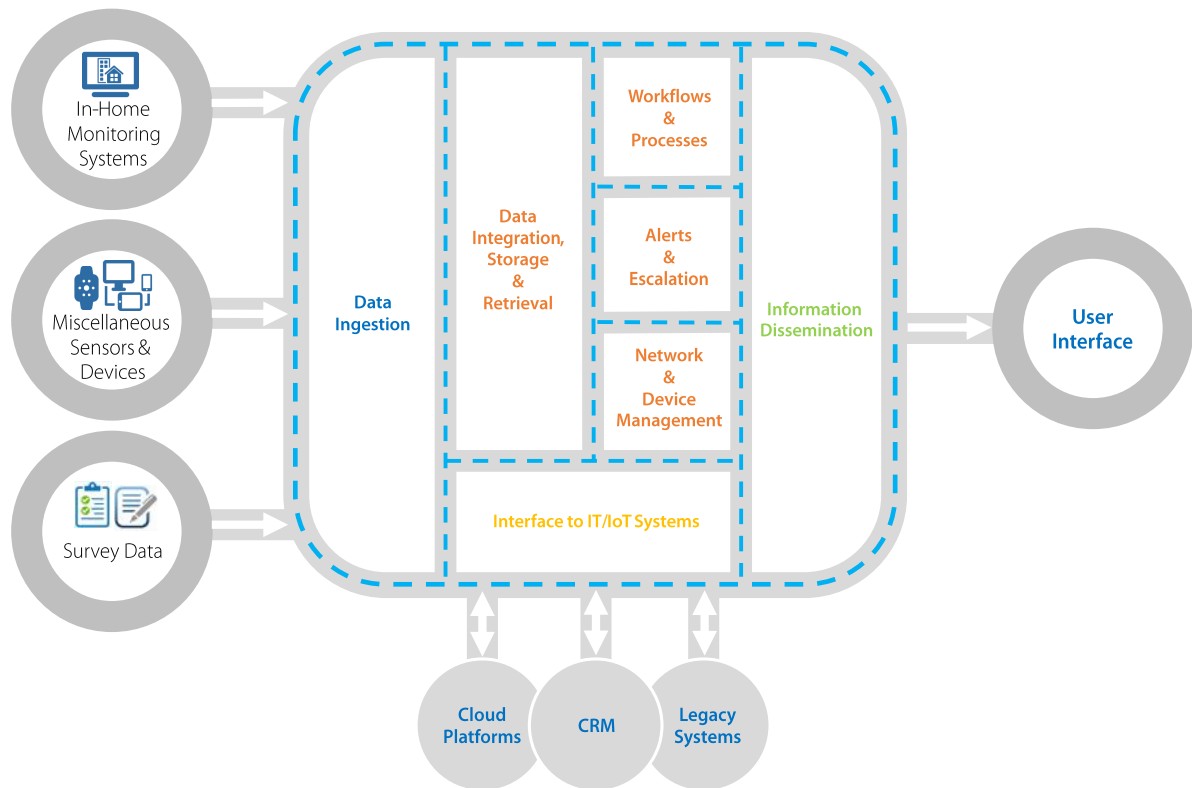 In-Home
Monitoring
Systems
Miscellaneous
Sensors &
Devices
Survey Data
Data
Ingestion
Data
Integration,
Storage
&
Retrieval
Workflows
&
Processes
Alerts
&
Escalation
Network
&
Device
Management
Interface to IT/IoT Systems
Information
Dissemination
User
Interface
Cloud
Platforms
CRM
Legacy
Systems